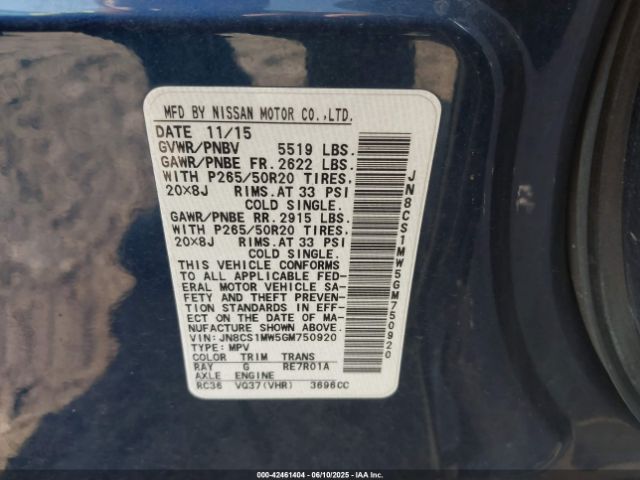 MFD BY NISSAN MOTOR CO.,LTD.
DATE 11/15
GVWR/PNBV 5519 LBS.
GAWR/PNBE FR. 2622 LBS.
WITH P265/50R20 TIRES,
20×8J RIMS.AT 33 PSI
COLD SINGLE.
GAWR/PNBE RR. 2915 LBS.
WITH P265/50R20 TIRES,
20×8J RIMS.AT 33 PSI
COLD SINGLE.
THIS VEHICLE CONFORMS
TO ALL APPLICABLE FED-
ERAL MOTOR VEHICLE SA-
FETY AND THEFT PREVEN-
TION STANDARDS IN EFF-
ECT ON THE DATE OF MA-
NUFACTURE SHOWN ABOVE.
VIN: JN8CS1MW5GM750920
TYPE: MPV
COLOR TRIM TRANS
RAY G RE7R01A
AXLE ENGINE
RC36 VQ37(VHR) 3696CC
JN8CS1MW5GM750920
000-42461404 - 06/10/2025 - IAAI.COM